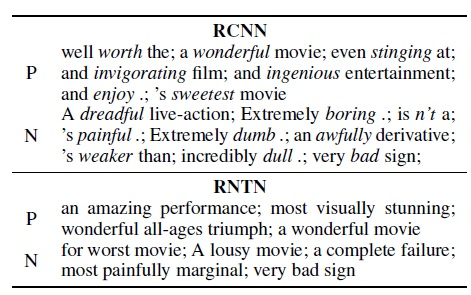 RCNN
well worth the; a wonderful movie; even stinging at;
P and invigorating film; and ingenious entertainment;
and enjoy .; 's sweetest movie
A dreadful live-action; Extremely boring .; is n't a;
N 's painful .; Extremely dumb .; an awfully derivative;
's weaker than; incredibly dull .; very bad sign;
RNTN
P an amazing performance; most visually stunning;
wonderful all-ages triumph; a wonderful movie
N for worst movie; A lousy movie; a complete failure;
most painfully marginal; very bad sign